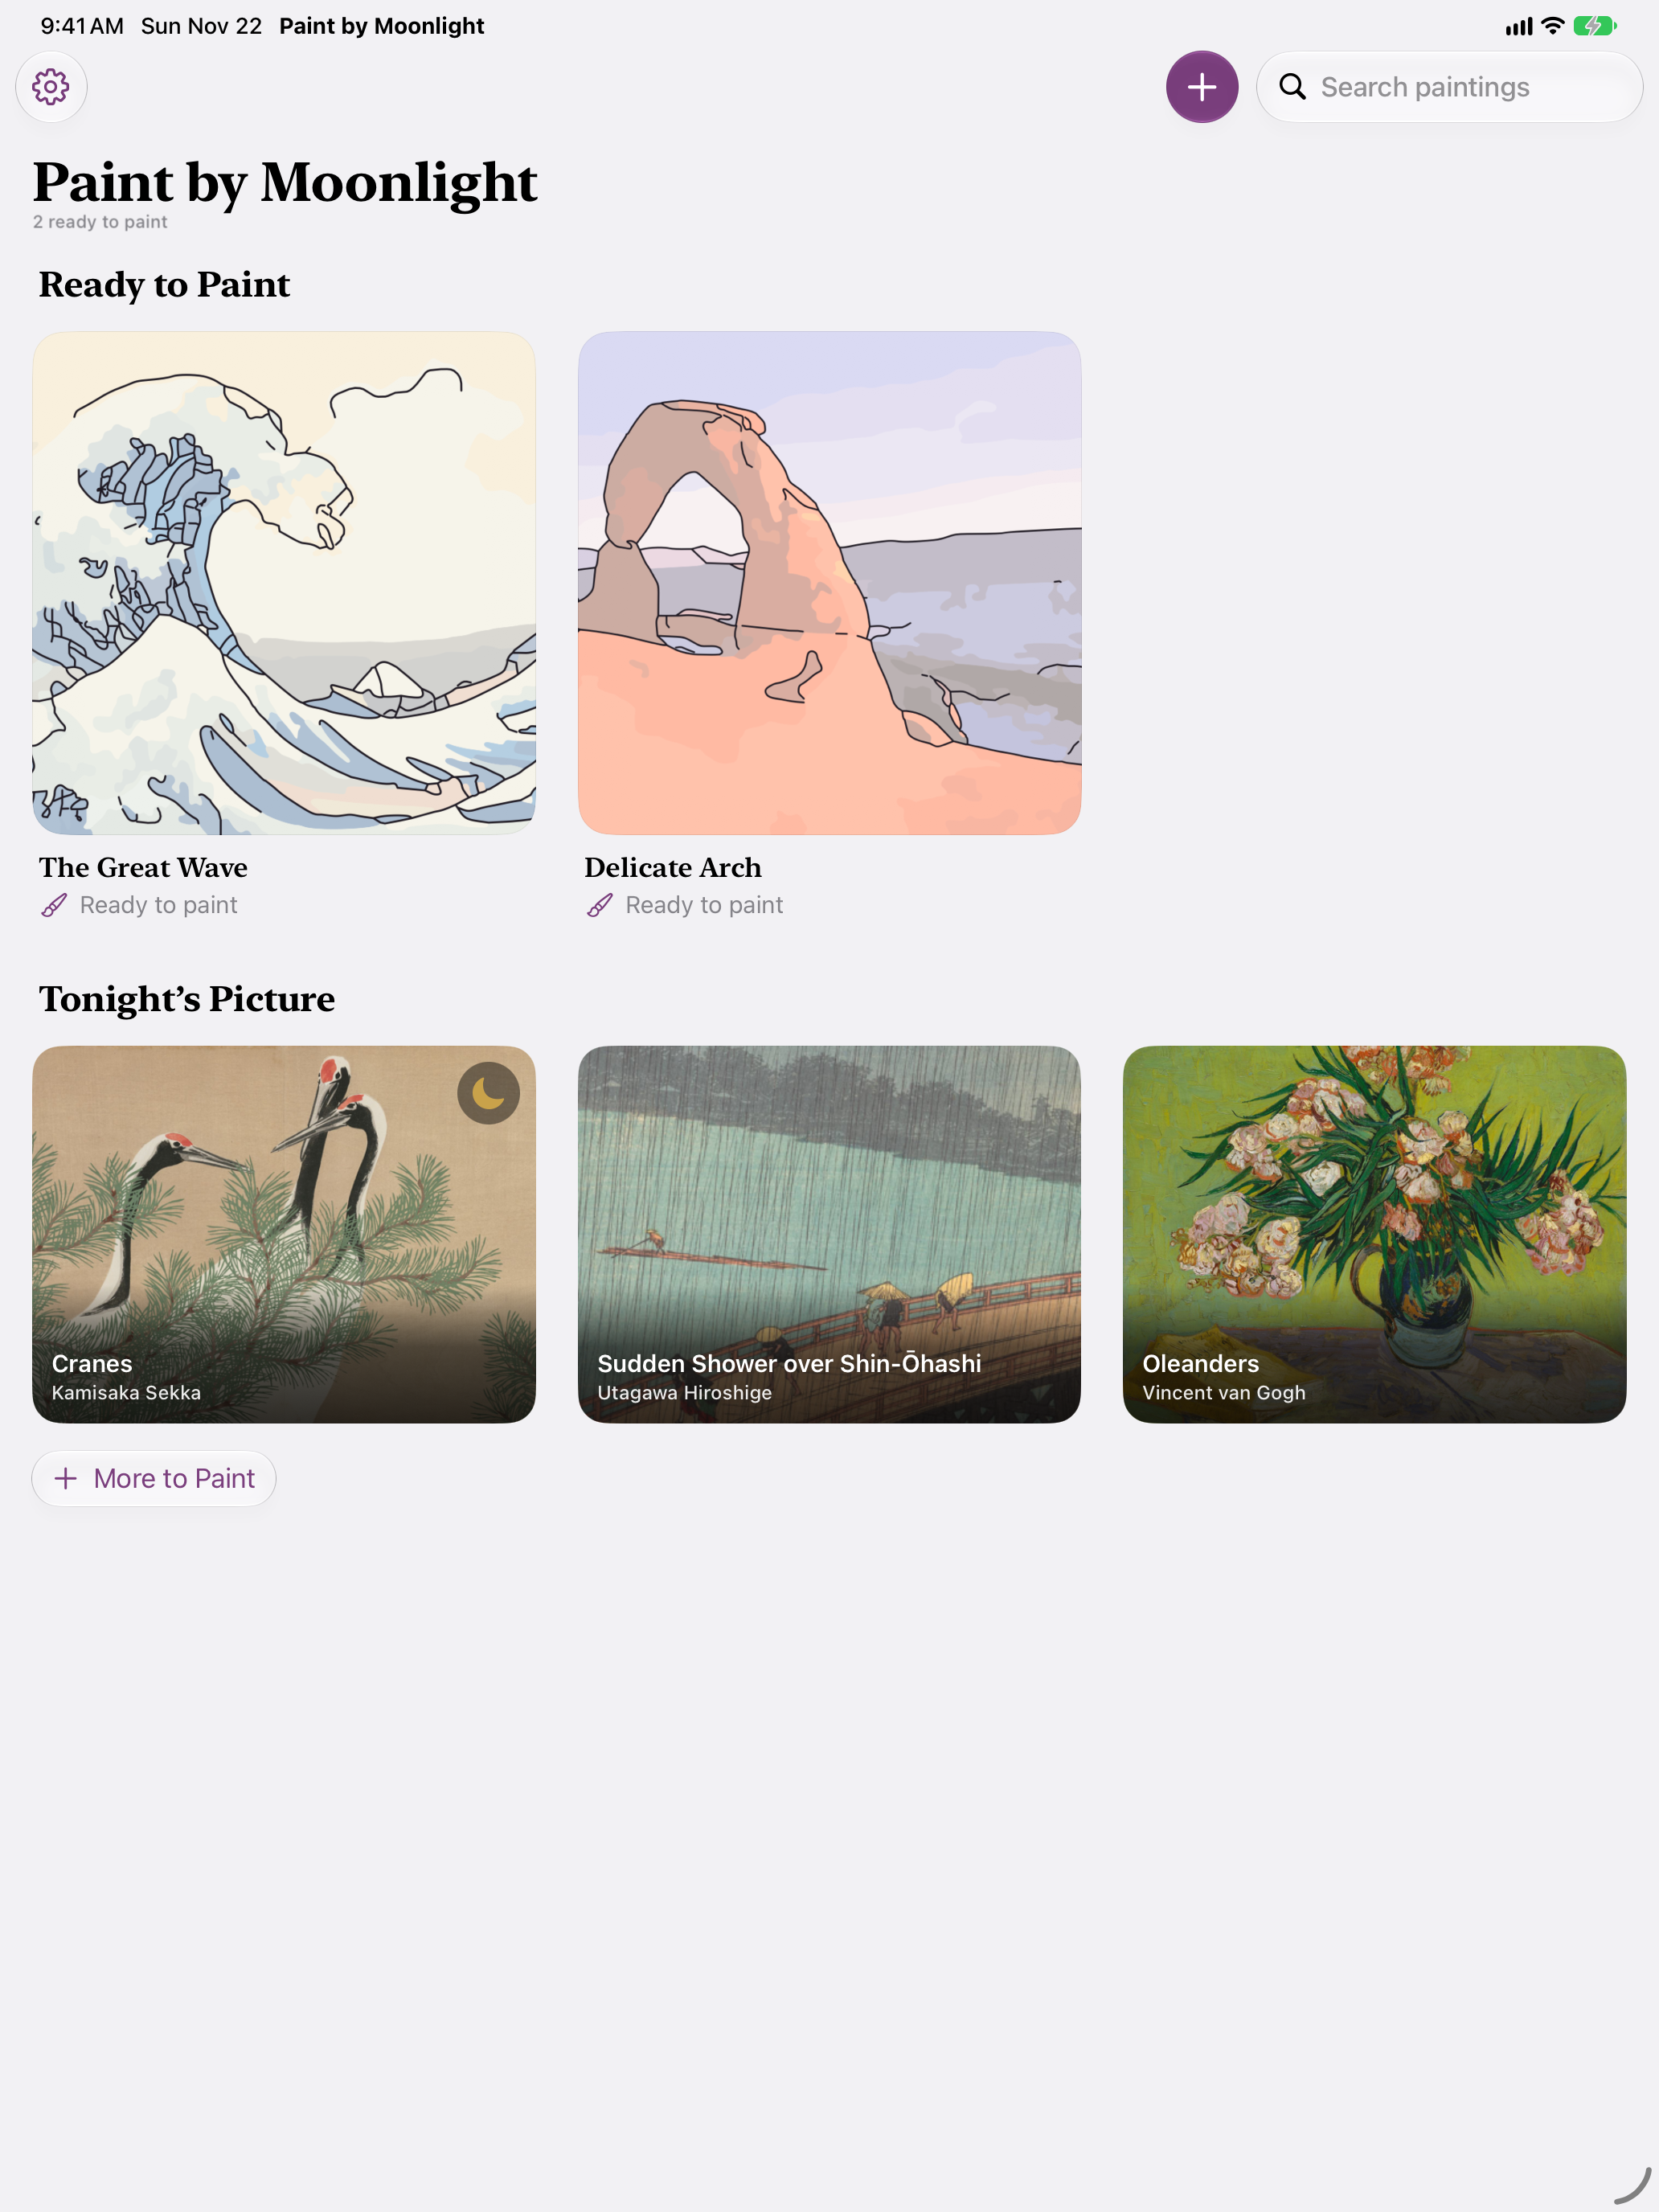 9:41 AM Sun Nov 22 Paint by Moonlight
Search paintings
Paint by Moonlight
2 ready to paint
Ready to Paint
The Great Wave
Ready to paint
Delicate Arch
Ready to paint
Tonight’s Picture
Cranes
Kamisaka Sekka
Sudden Shower over Shin-Ōhashi
Utagawa Hiroshige
Oleanders
Vincent van Gogh
More to Paint